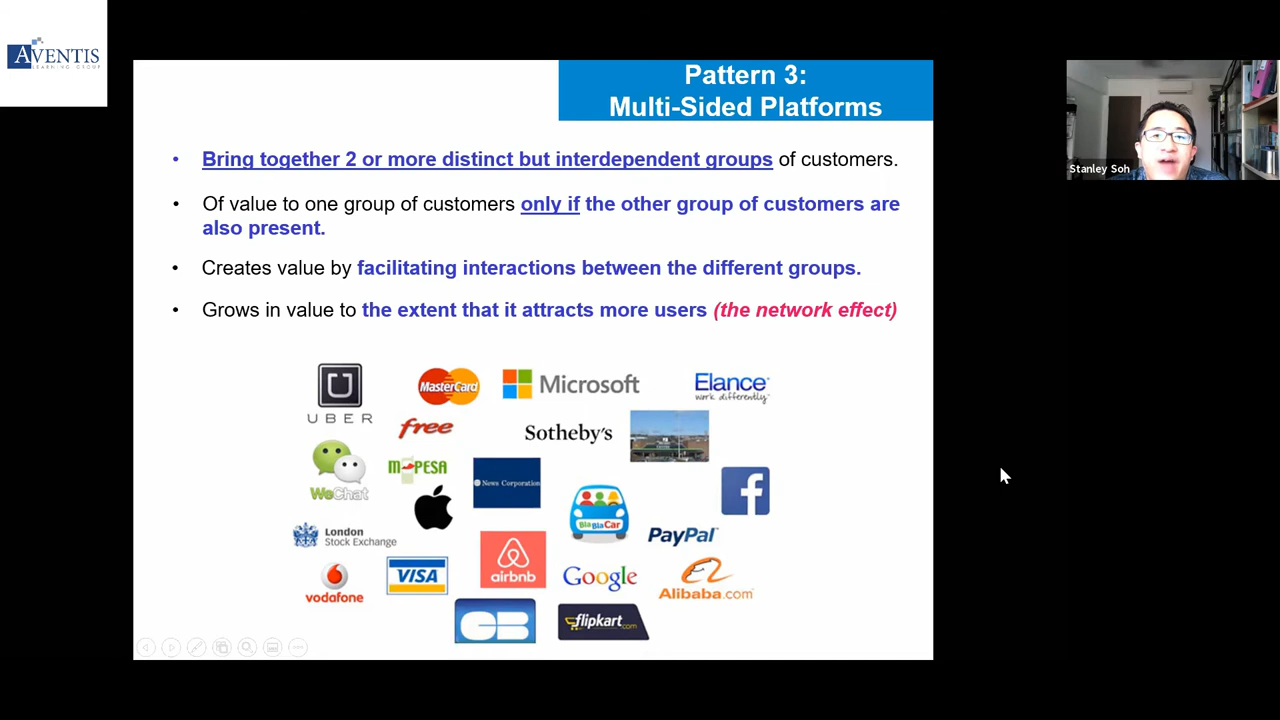 AVENTIS
LEARNING GROUP
Pattern 3:
Multi-Sided Platforms
• Bring together 2 or more distinct but interdependent groups of customers.
• Of value to one group of customers only if the other group of customers are
also present.
• Creates value by facilitating interactions between the different groups.
• Grows in value to the extent that it attracts more users (the network effect)
Stanley Soh
UBER
MasterCard
Microsoft
Elance
work differently™
free
Sotheby's
WeChat
M-PESA
News Corporation
BlaBlaCar
f
London
Stock Exchange
PayPal™
vodafone
VISA
airbnb
Google
Alibaba.com
CB
flipkart.com